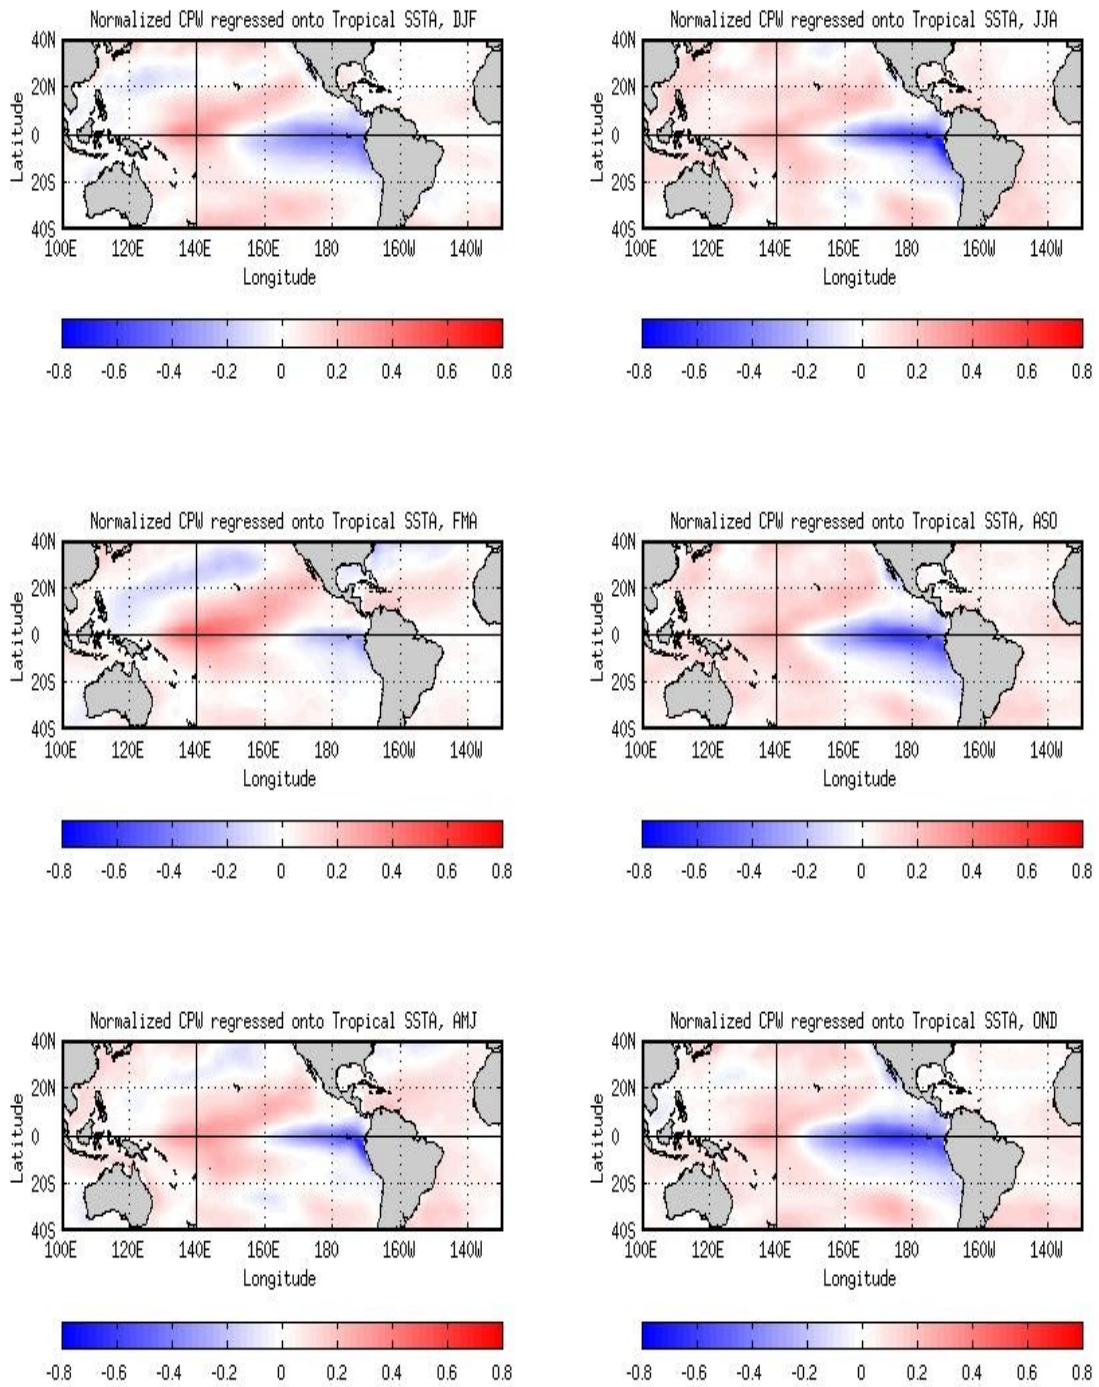 Normalized CPW regressed onto Tropical SSTA, DJF
40N
20N
0
20S
40S
Latitude
100E 120E 140E 160E 180 160W 140W
Longitude
-0.8 -0.6 -0.4 -0.2 0 0.2 0.4 0.6 0.8
Normalized CPW regressed onto Tropical SSTA, JJA
40N
20N
0
20S
40S
Latitude
100E 120E 140E 160E 180 160W 140W
Longitude
-0.8 -0.6 -0.4 -0.2 0 0.2 0.4 0.6 0.8
Normalized CPW regressed onto Tropical SSTA, FMA
40N
20N
0
20S
40S
Latitude
100E 120E 140E 160E 180 160W 140W
Longitude
-0.8 -0.6 -0.4 -0.2 0 0.2 0.4 0.6 0.8
Normalized CPW regressed onto Tropical SSTA, ASO
40N
20N
0
20S
40S
Latitude
100E 120E 140E 160E 180 160W 140W
Longitude
-0.8 -0.6 -0.4 -0.2 0 0.2 0.4 0.6 0.8
Normalized CPW regressed onto Tropical SSTA, AMJ
40N
20N
0
20S
40S
Latitude
100E 120E 140E 160E 180 160W 140W
Longitude
-0.8 -0.6 -0.4 -0.2 0 0.2 0.4 0.6 0.8
Normalized CPW regressed onto Tropical SSTA, OND
40N
20N
0
20S
40S
Latitude
100E 120E 140E 160E 180 160W 140W
Longitude
-0.8 -0.6 -0.4 -0.2 0 0.2 0.4 0.6 0.8